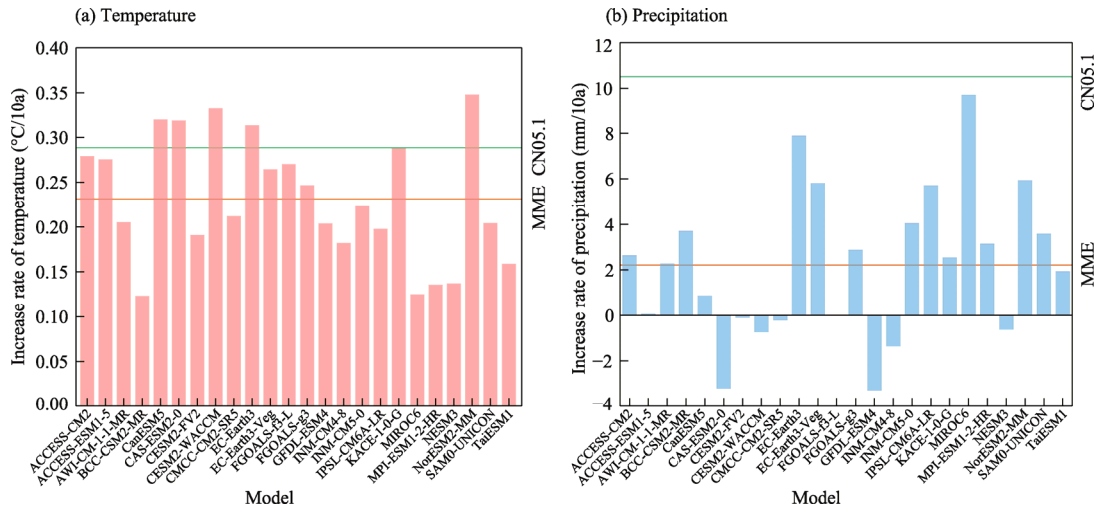 (a) Temperature
Increase rate of temperature (°C/10a)
0.40
0.35
0.30
0.25
0.20
0.15
0.10
0.05
0.00
MME CN05.1
ACCESS-CM2
ACCESS-ESM1-5
AWI-CM-1-1-MR
BCC-CSM2-MR
CanESM5
CAS-ESM2-0
CESM2-FV2
CESM2-WACCM
CMCC-CM2-SR5
EC-Earth3
EC-Earth3-Veg
FGOALS-f3-L
FGOALS-g3
GFDL-ESM4
INM-CM4-8
INM-CM5-0
IPSL-CM6A-LR
KACE-1-0-G
MIROC6
MPI-ESM1-2-HR
NESM3
NorESM2-MM
SAM0-UNICON
TaiESM1
Model
(b) Precipitation
Increase rate of precipitation (mm/10a)
12
10
8
6
4
2
0
−2
−4
CN05.1
MME
ACCESS-CM2
ACCESS-ESM1-5
AWI-CM-1-1-MR
BCC-CSM2-MR
CanESM5
CAS-ESM2-0
CESM2-FV2
CESM2-WACCM
CMCC-CM2-SR5
EC-Earth3
EC-Earth3-Veg
FGOALS-f3-L
FGOALS-g3
GFDL-ESM4
INM-CM4-8
INM-CM5-0
IPSL-CM6A-LR
KACE-1-0-G
MIROC6
MPI-ESM1-2-HR
NESM3
NorESM2-MM
SAM0-UNICON
TaiESM1
Model